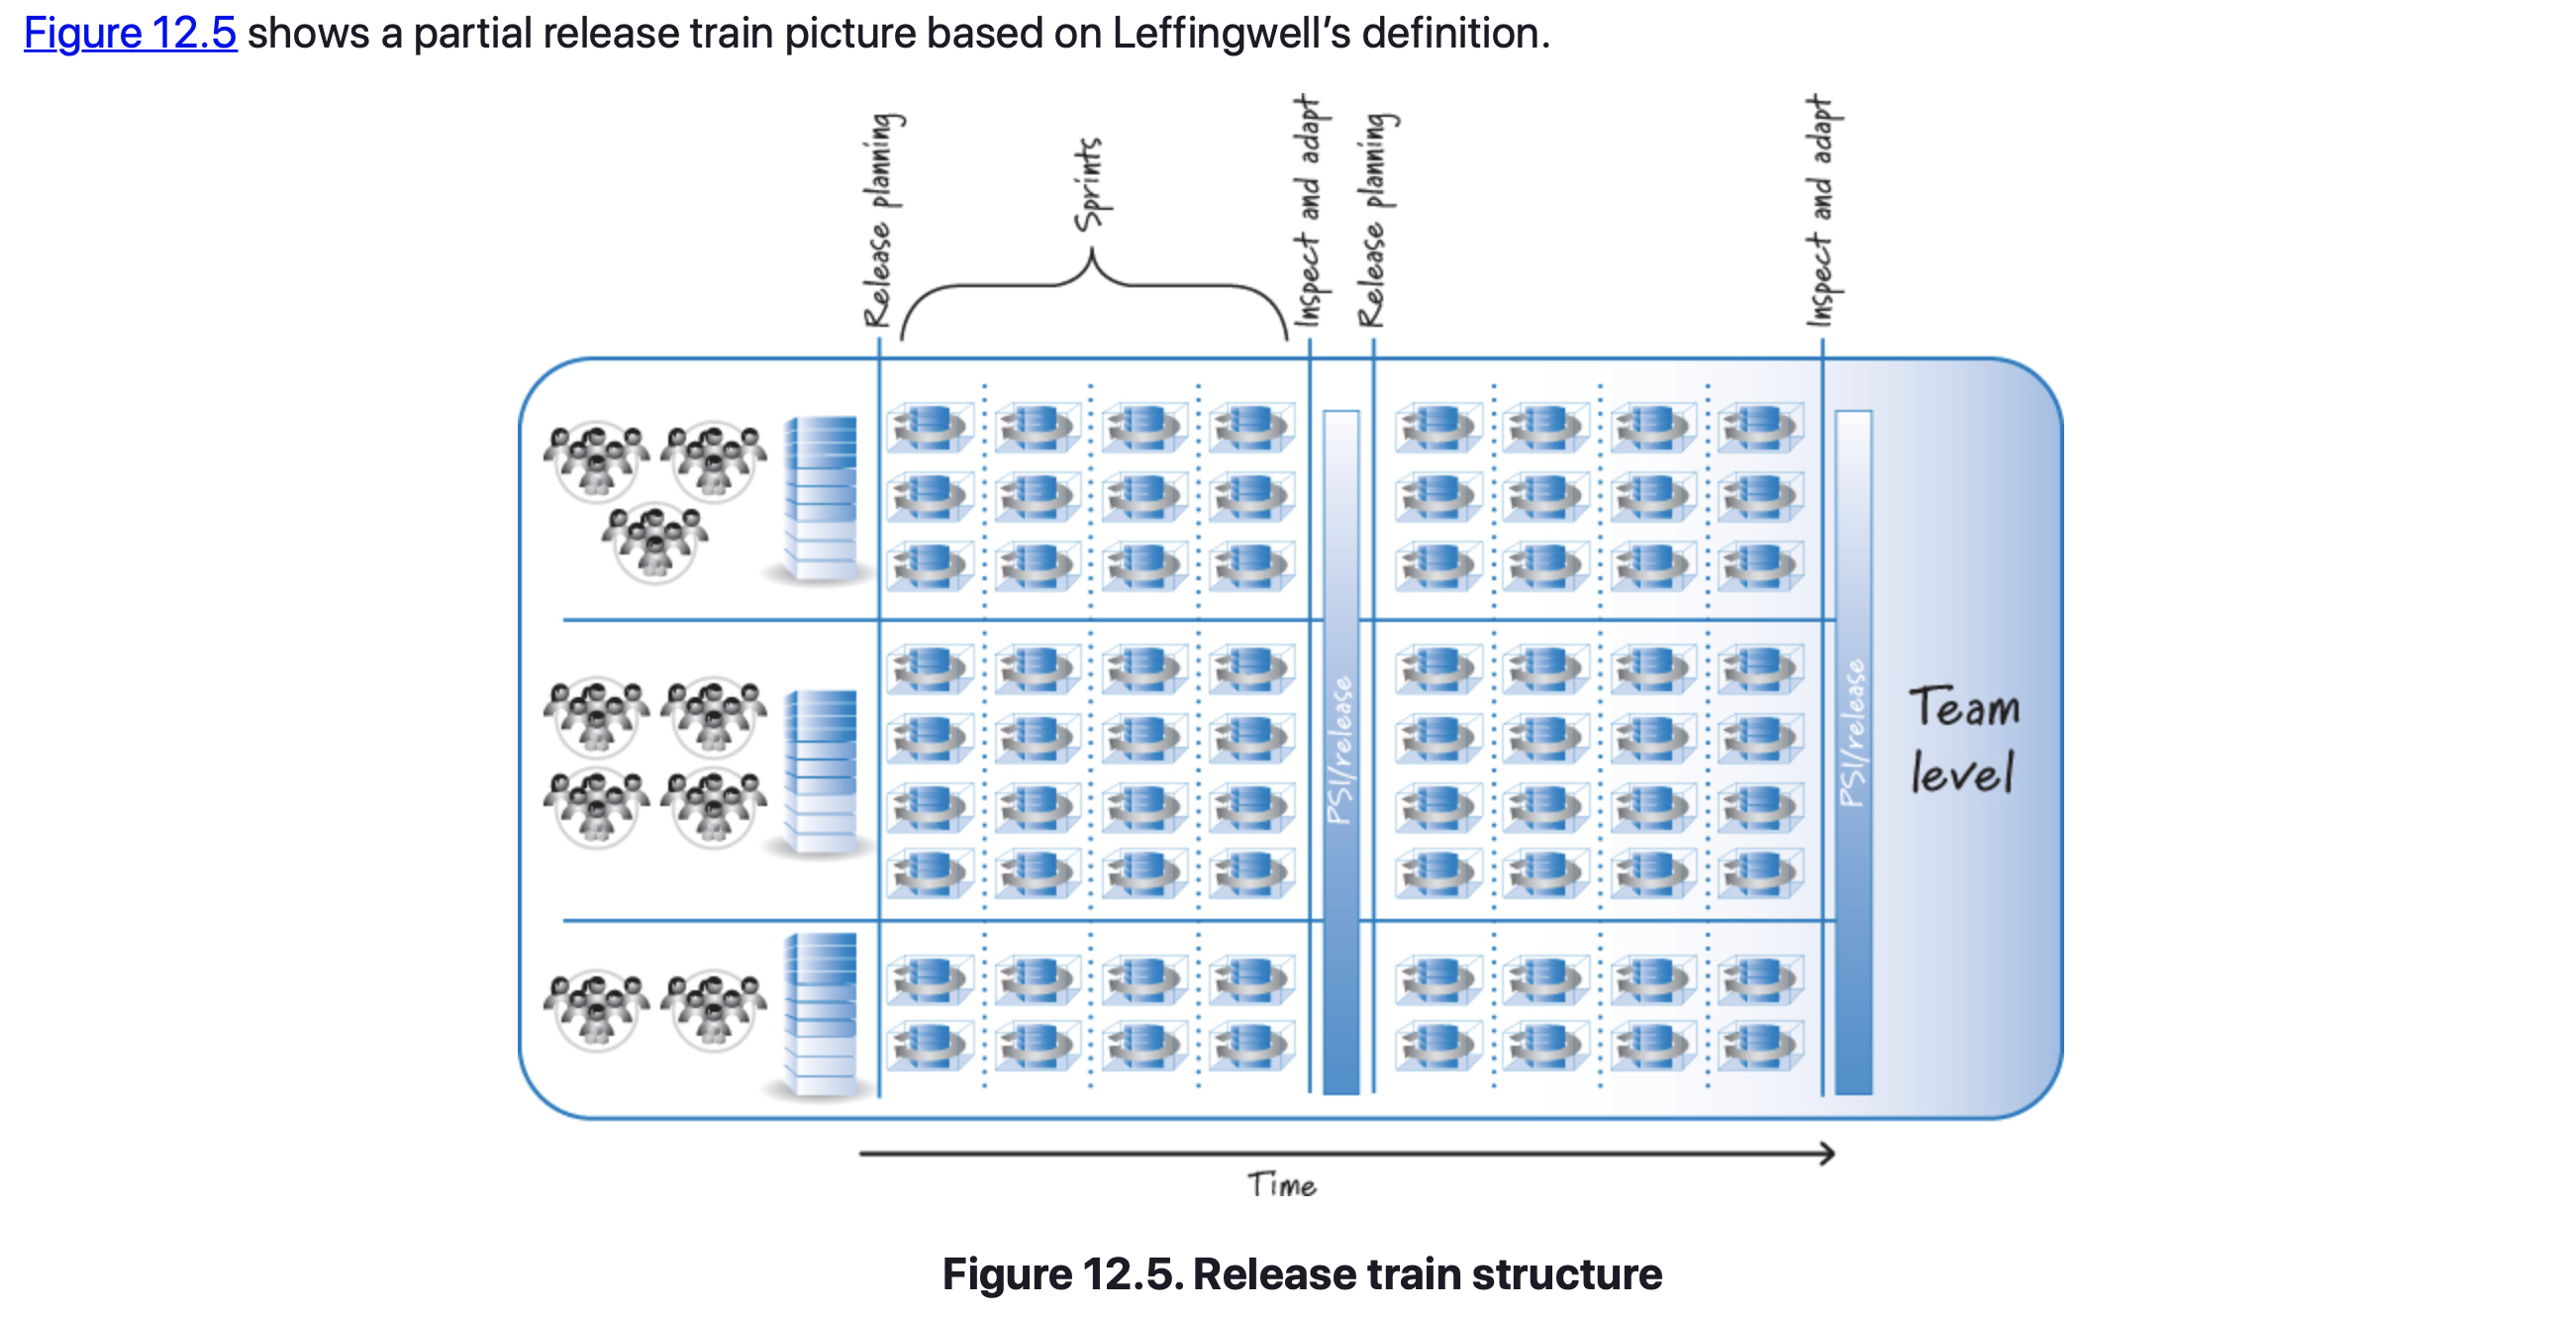 Figure 12.5 shows a partial release train picture based on Leffingwell’s definition.
Release planning
Sprints
Inspect and adapt
Release planning
Inspect and adapt
PSI/release
PSI/release
Team
level
Time
Figure 12.5. Release train structure